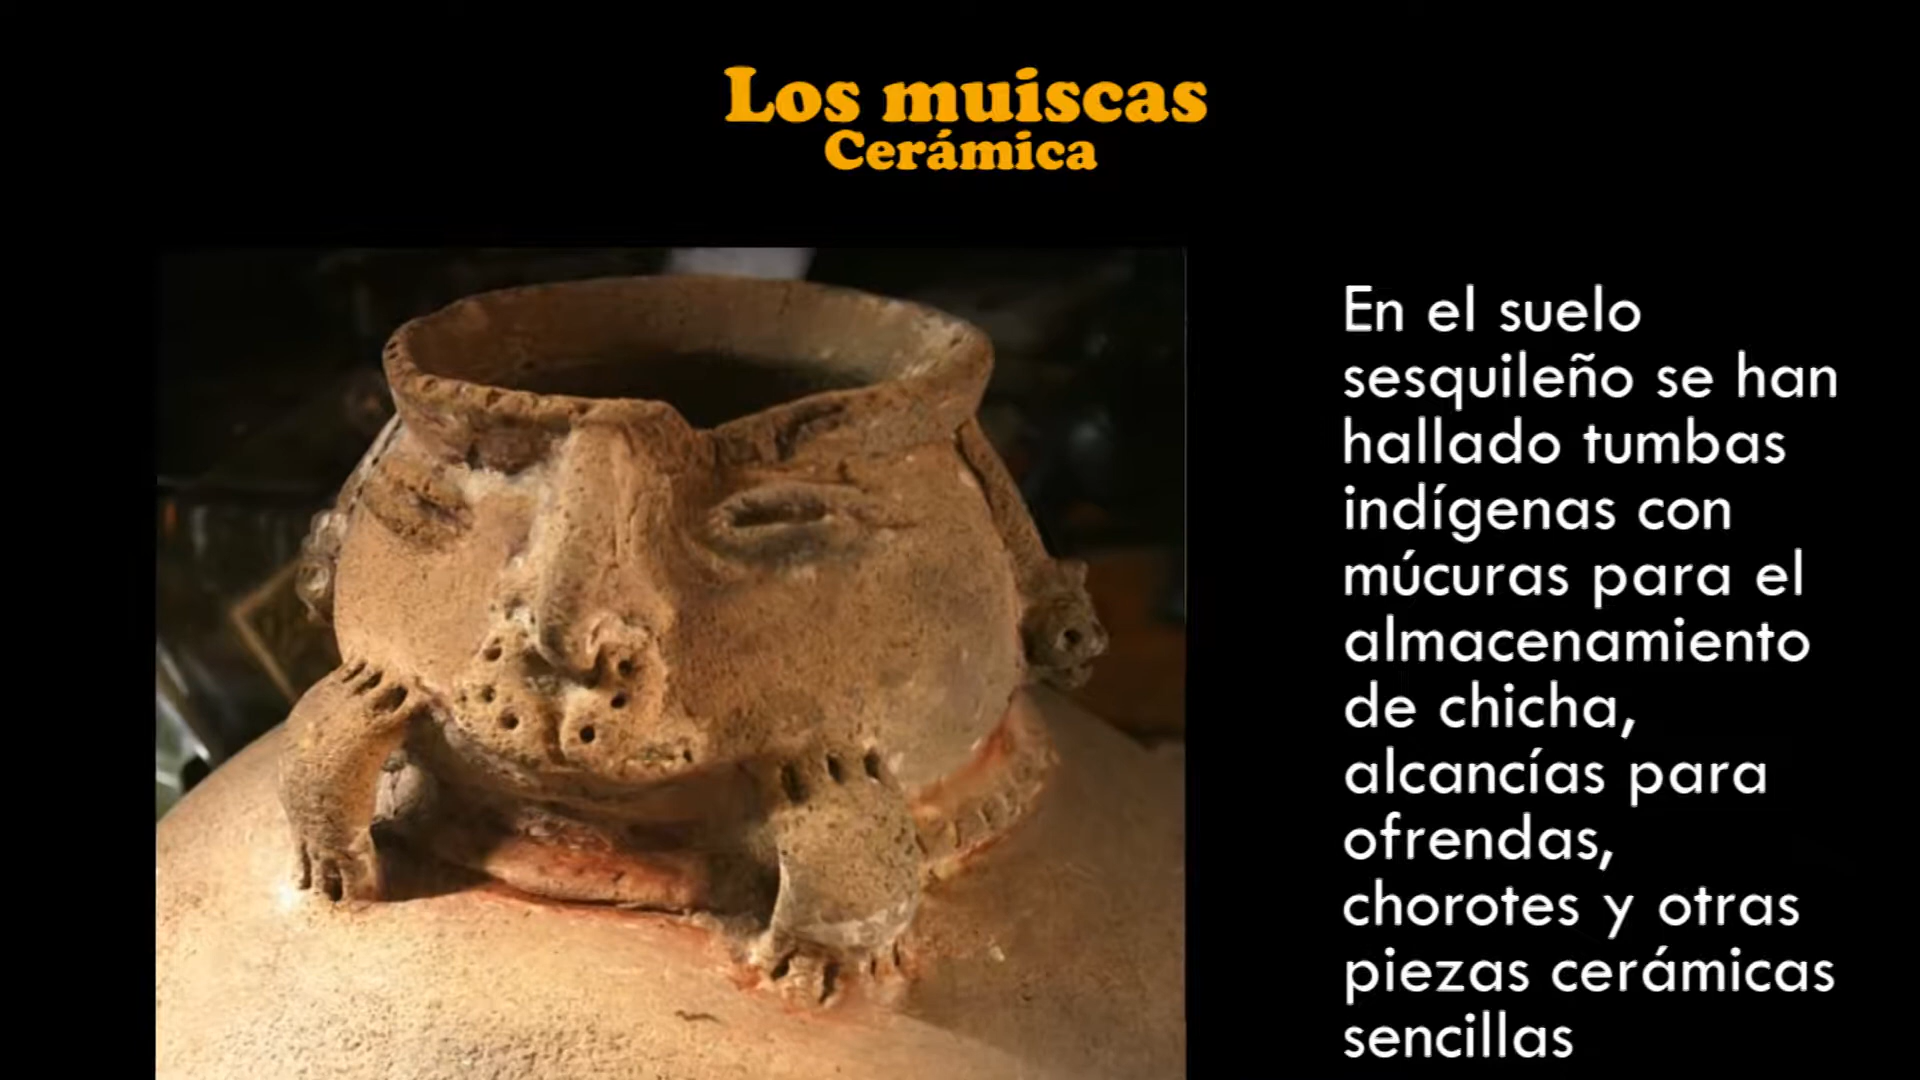 Los muiscas
Cerámica
En el suelo
sesquileño se han
hallado tumbas
indígenas con
múcuras para el
almacenamiento
de chicha,
alcancías para
ofrendas,
chorotes y otras
piezas cerámicas
sencillas